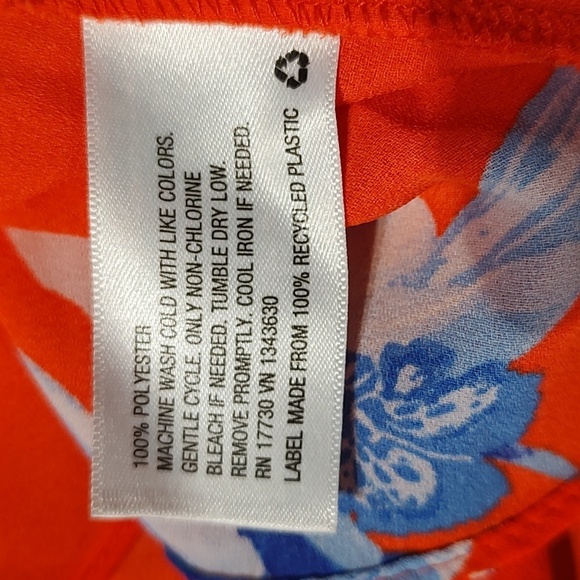 100% POLYESTER
MACHINE WASH COLD WITH LIKE COLORS.
GENTLE CYCLE. ONLY NON-CHLORINE
BLEACH IF NEEDED. TUMBLE DRY LOW.
REMOVE PROMPTLY. COOL IRON IF NEEDED.
RN 17730 VN 1343630
LABEL MADE FROM 100% RECYCLED PLASTIC